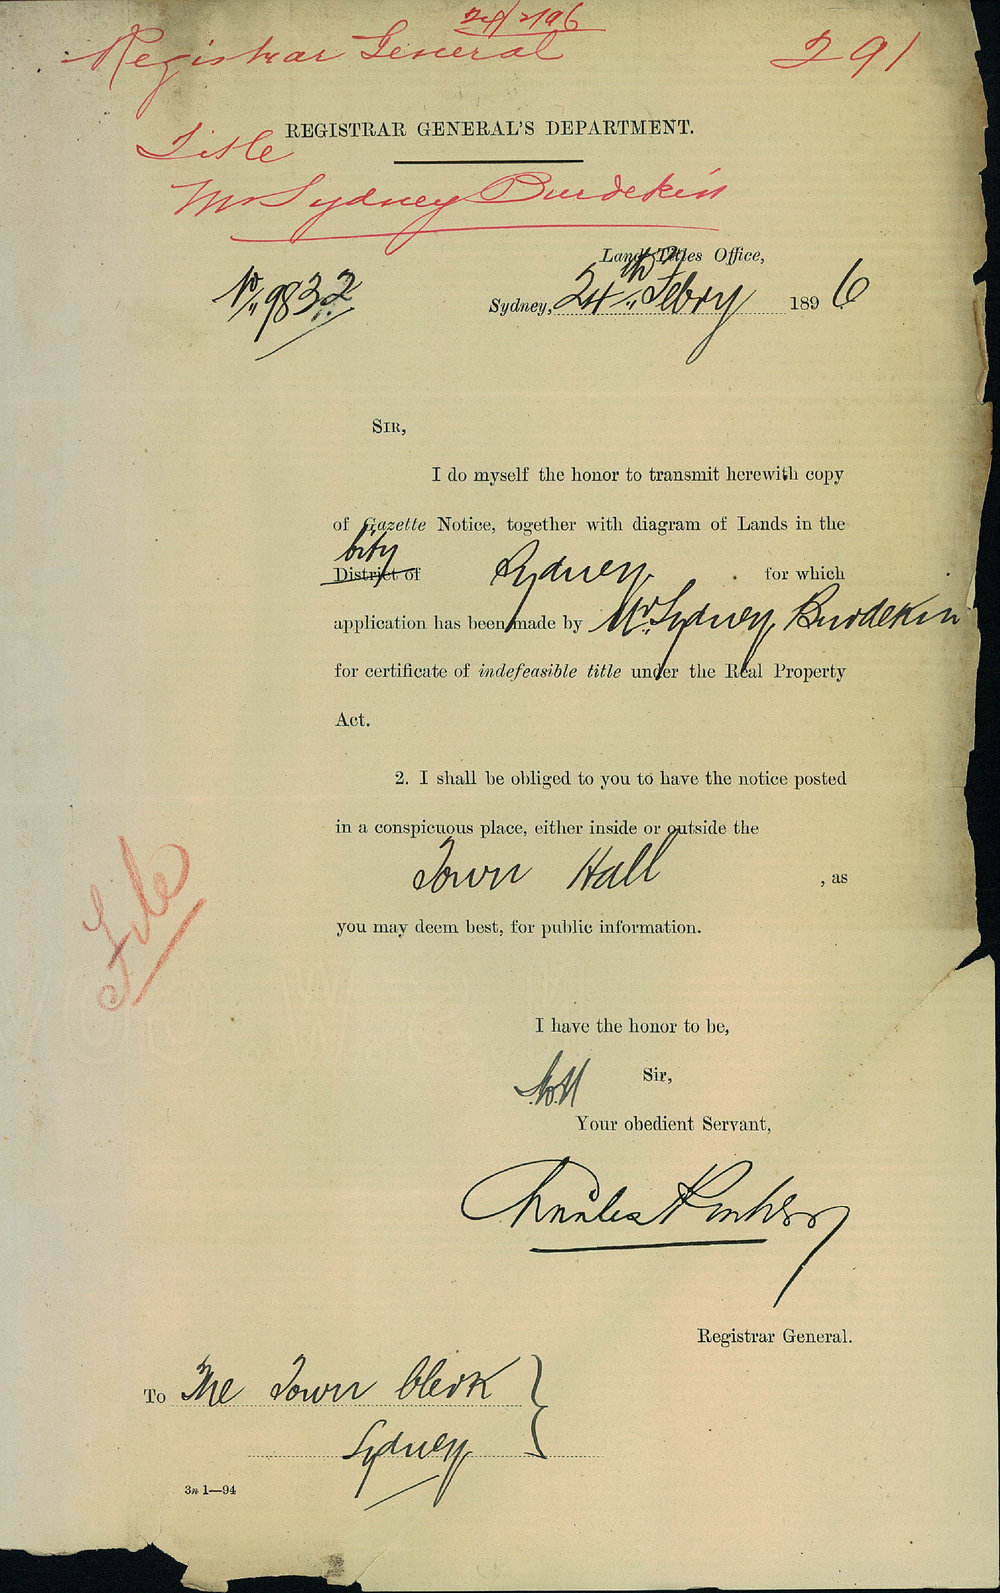 24/2/96
Registrar General 291
REGISTRAR GENERAL'S DEPARTMENT.
Title
Mr Sydney Burdekin
Land Titles Office,
No 9832
Sydney, 24th Febry 1896
SIR,
I do myself the honor to transmit herewith copy
of Gazette Notice, together with diagram of Lands in the
City
District of Sydney for which
application has been made by Mr. Sydney Burdekin
for certificate of indefeasible title under the Real Property
Act.
2. I shall be obliged to you to have the notice posted
in a conspicuous place, either inside or outside the
Town Hall , as
you may deem best, for public information.
File
I have the honor to be,
Sir,
Your obedient Servant,
Charles Pinhey
Registrar General.
To The Town Clerk
Sydney
3n 1—94